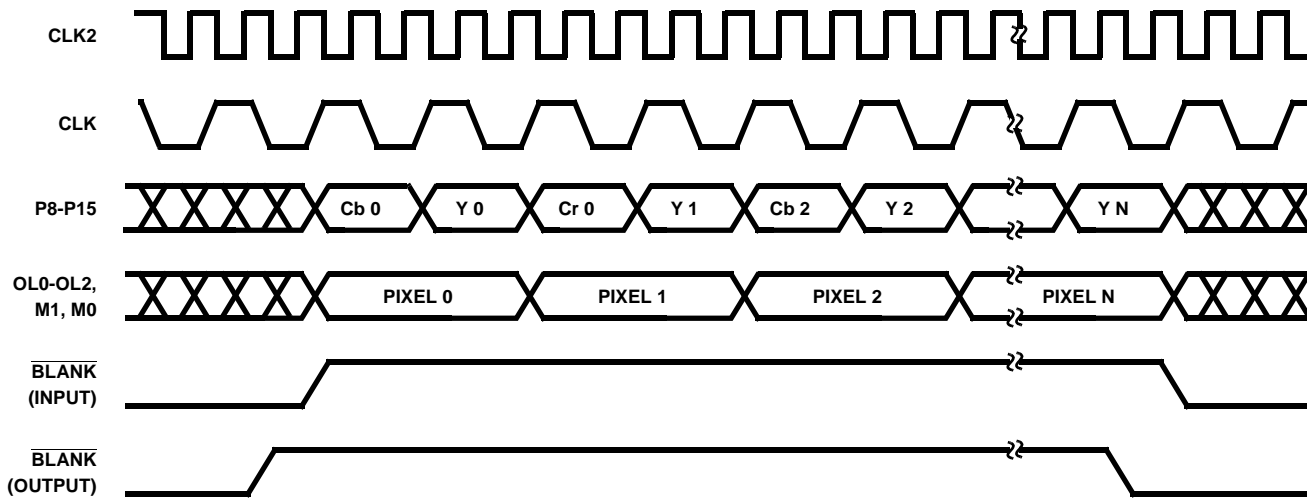 CLK2
CLK
P8-P15
Cb 0 Y 0 Cr 0 Y 1 Cb 2 Y 2 Y N
OL0-OL2,
M1, M0
PIXEL 0 PIXEL 1 PIXEL 2 PIXEL N
BLANK
(INPUT)
BLANK
(OUTPUT)